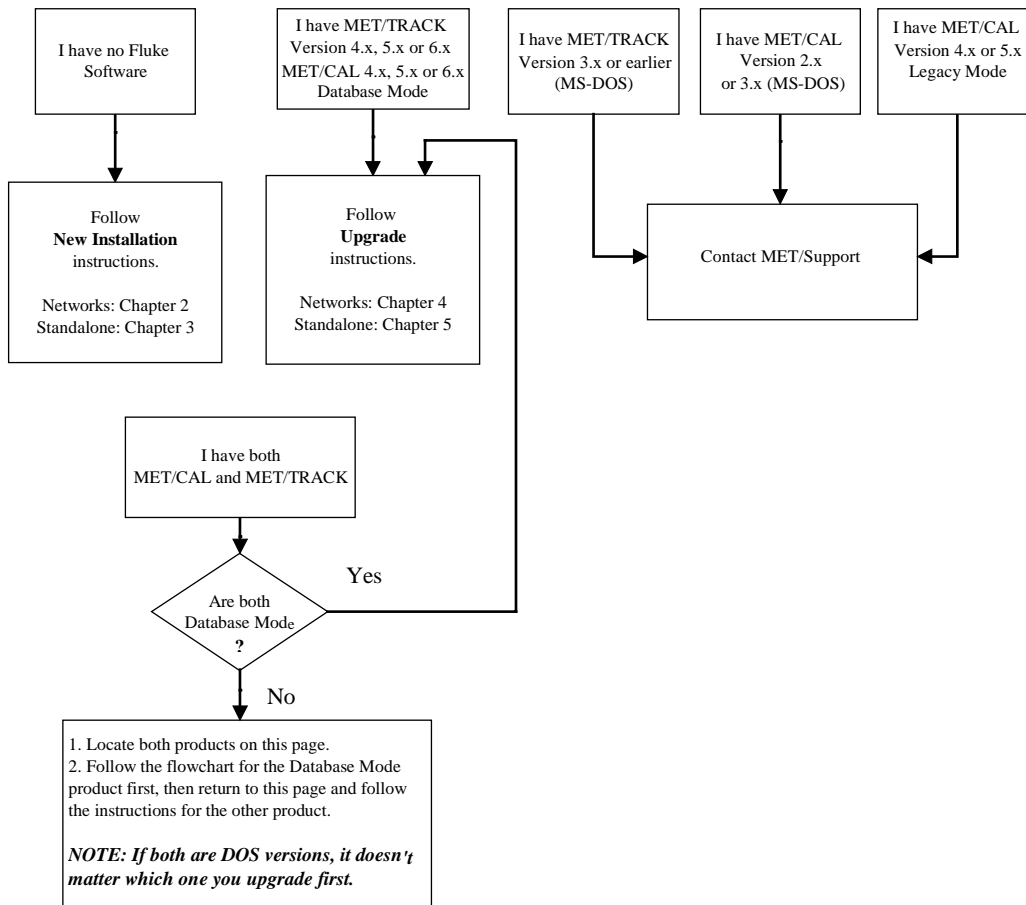 I have no Fluke
Software
I have MET/TRACK
Version 4.x, 5.x or 6.x
MET/CAL 4.x, 5.x or 6.x
Database Mode
I have MET/TRACK
Version 3.x or earlier
(MS-DOS)
I have MET/CAL
Version 2.x
or 3.x (MS-DOS)
I have MET/CAL
Version 4.x or 5.x
Legacy Mode
Follow
New Installation
instructions.
Networks: Chapter 2
Standalone: Chapter 3
Follow
Upgrade
instructions.
Networks: Chapter 4
Standalone: Chapter 5
Contact MET/Support
I have both
MET/CAL and MET/TRACK
Are both
Database Mode
?
Yes
No
1. Locate both products on this page.
2. Follow the flowchart for the Database Mode
product first, then return to this page and follow
the instructions for the other product.
NOTE: If both are DOS versions, it doesn't
matter which one you upgrade first.